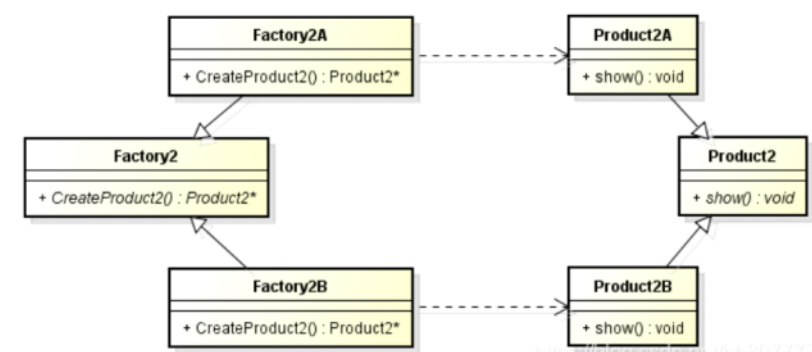 Factory2A
+ CreateProduct2() : Product2*
Product2A
+ show() : void
Factory2
+ CreateProduct2() : Product2*
Product2
+ show() : void
Factory2B
+ CreateProduct2() : Product2*
Product2B
+ show() : void